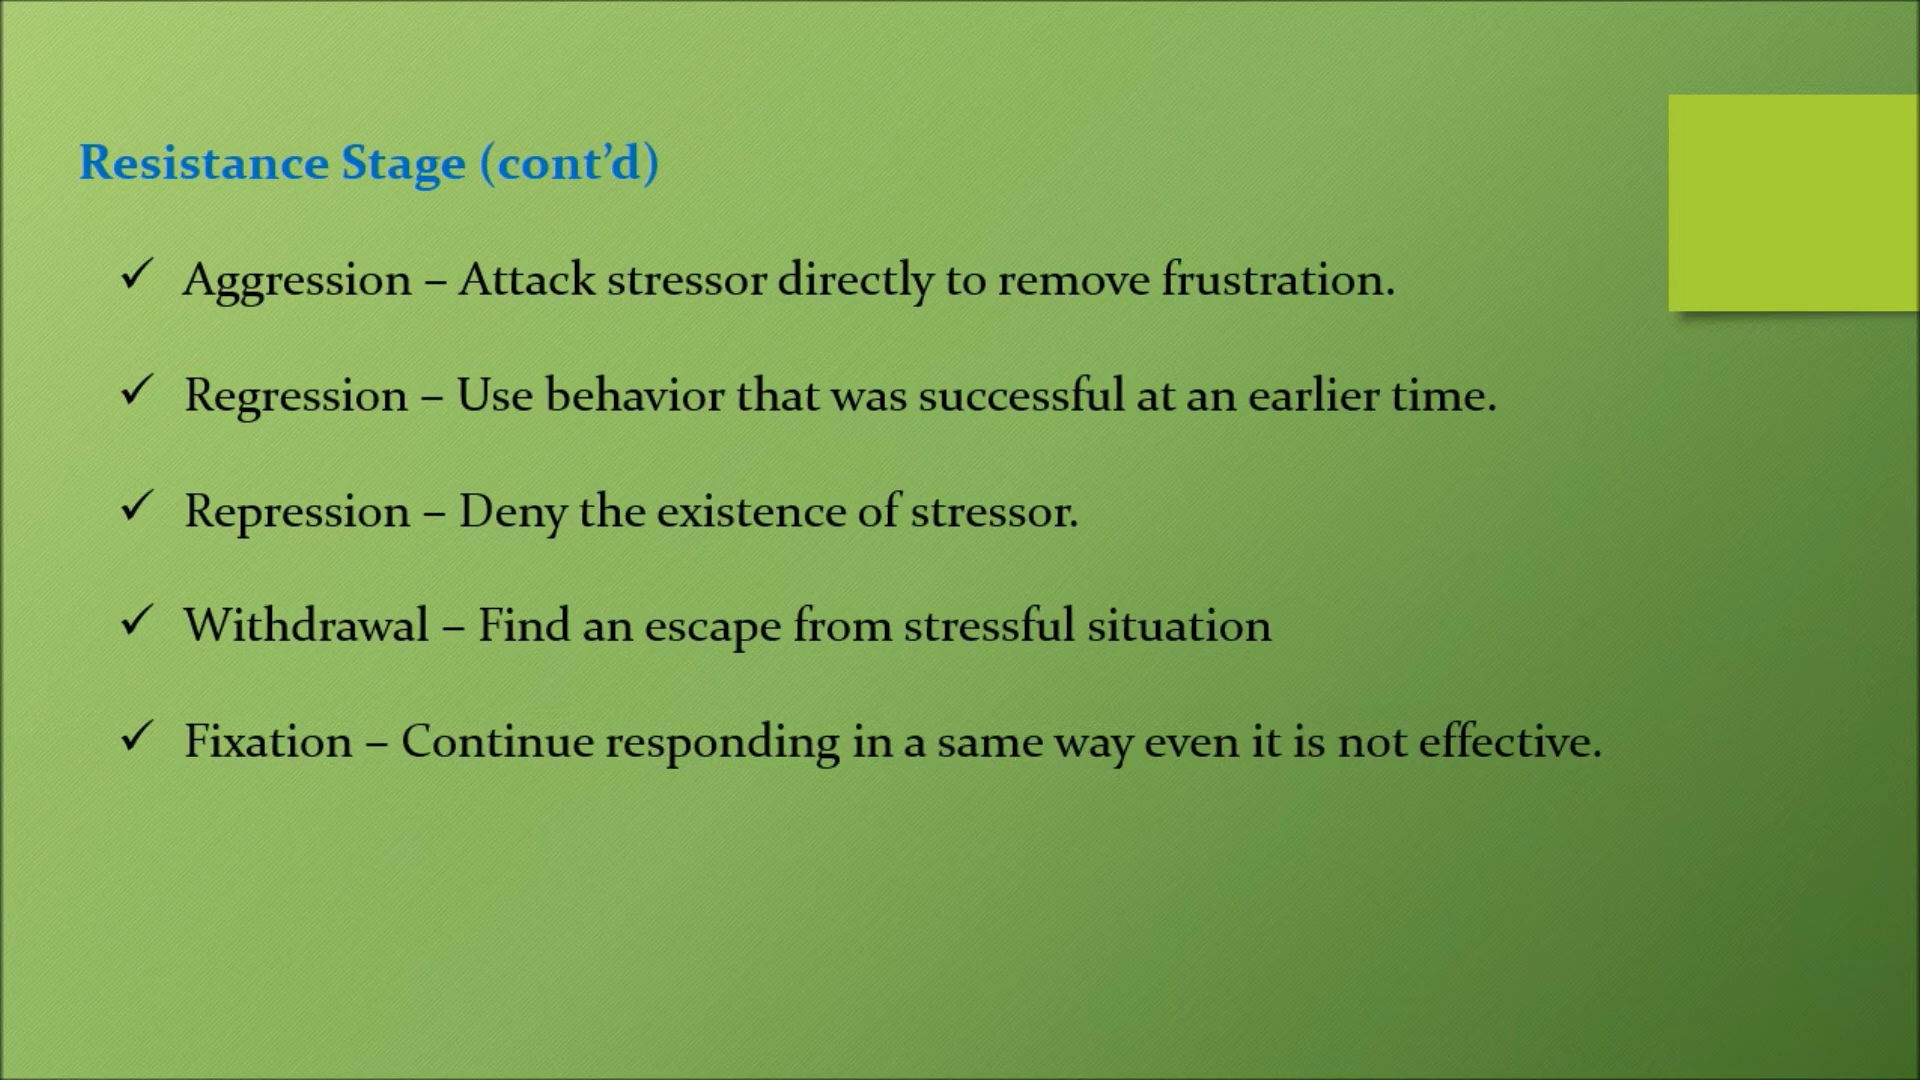 Resistance Stage (cont’d)
✓ Aggression – Attack stressor directly to remove frustration.
✓ Regression – Use behavior that was successful at an earlier time.
✓ Repression – Deny the existence of stressor.
✓ Withdrawal – Find an escape from stressful situation
✓ Fixation – Continue responding in a same way even it is not effective.